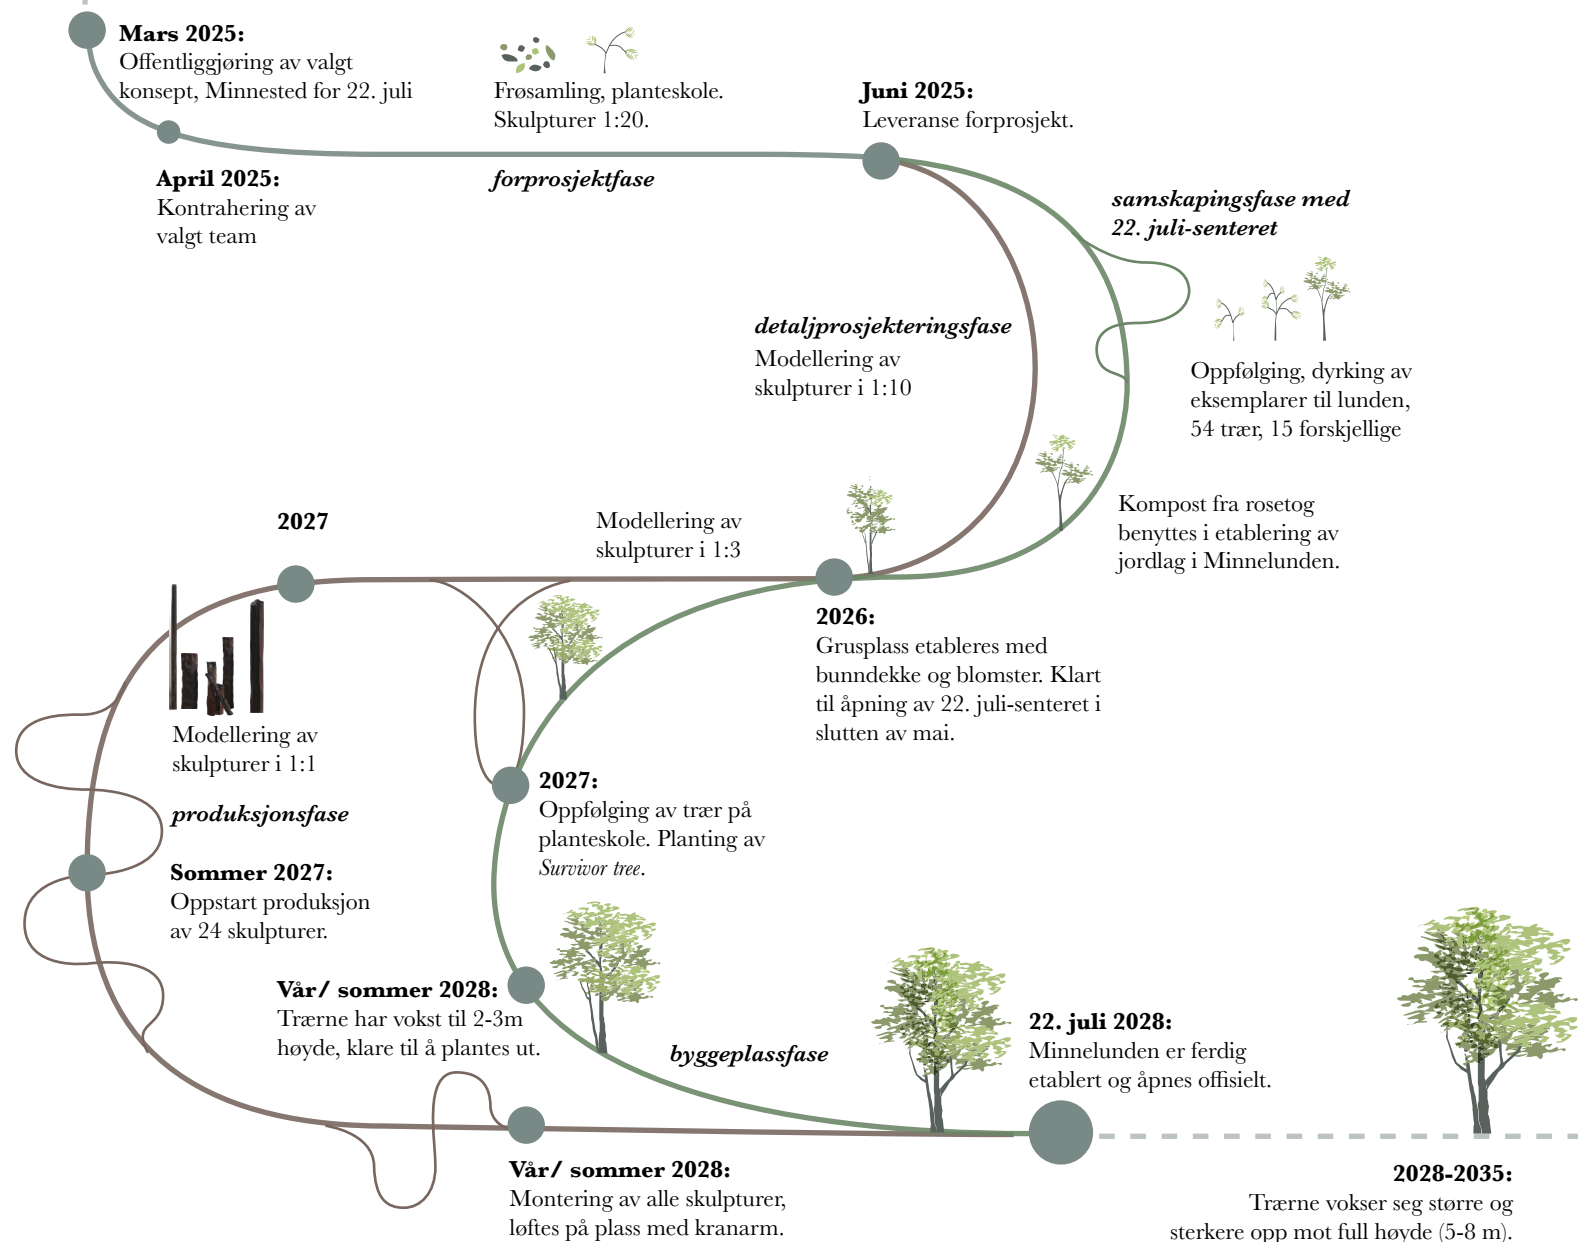 Mars 2025:
Offentliggjøring av valgt
konsept, Minnested for 22. juli
Frøsamling, planteskole.
Skulpturer 1:20.
Juni 2025:
Leveranse forprosjekt.
April 2025:
Kontrahering av
valgt team
forprosjektfase
samskapingsfase med
22. juli-senteret
detaljprosjekteringsfase
Modellering av
skulpturer i 1:10
Oppfølging, dyrking av
eksemplarer til lunden,
54 trær, 15 forskjellige
Kompost fra rosetog
benyttes i etablering av
jordlag i Minnelunden.
2027
Modellering av
skulpturer i 1:3
2026:
Grusplass etableres med
bunndekke og blomster. Klart
til åpning av 22. juli-senteret i
slutten av mai.
Modellering av
skulpturer i 1:1
produksjonsfase
2027:
Oppfølging av trær på
planteskole. Planting av
Survivor tree.
Sommer 2027:
Oppstart produksjon
av 24 skulpturer.
Vår/ sommer 2028:
Trærne har vokst til 2-3m
høyde, klare til å plantes ut.
byggeplassfase
22. juli 2028:
Minnelunden er ferdig
etablert og åpnes offisielt.
Vår/ sommer 2028:
Montering av alle skulpturer,
løftes på plass med kranarm.
2028-2035:
Trærne vokser seg større og
sterkere opp mot full høyde (5-8 m).